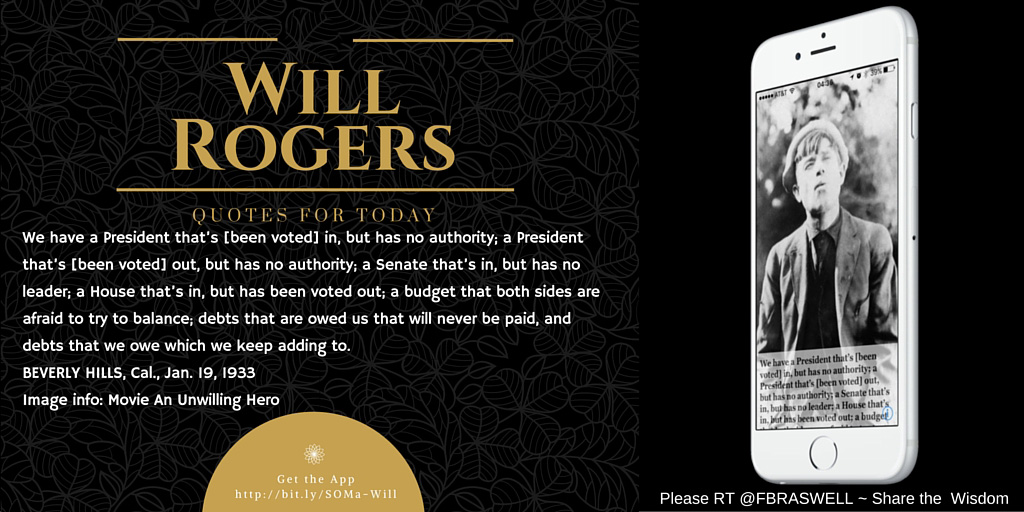 WILL
ROGERS
QUOTES FOR TODAY
We have a President that's [been voted] in, but has no authority; a President
that's [been voted] out, but has no authority; a Senate that's in, but has no
leader; a House that's in, but has been voted out; a budget that both sides are
afraid to try to balance; debts that are owed us that will never be paid, and
debts that we owe which we keep adding to.
BEVERLY HILLS, Cal., Jan. 19, 1933
Image info: Movie An Unwilling Hero
Get the App
http://bit.ly/SOMa-Will
AT&T 39%
We have a President that's [been
voted] in, but has no authority; a
President that's [been voted] out,
but has no authority; a Senate that's
in, but has no leader; a House that's
in, but has been voted out; a budget
Please RT @FBRASWELL ~ Share the Wisdom